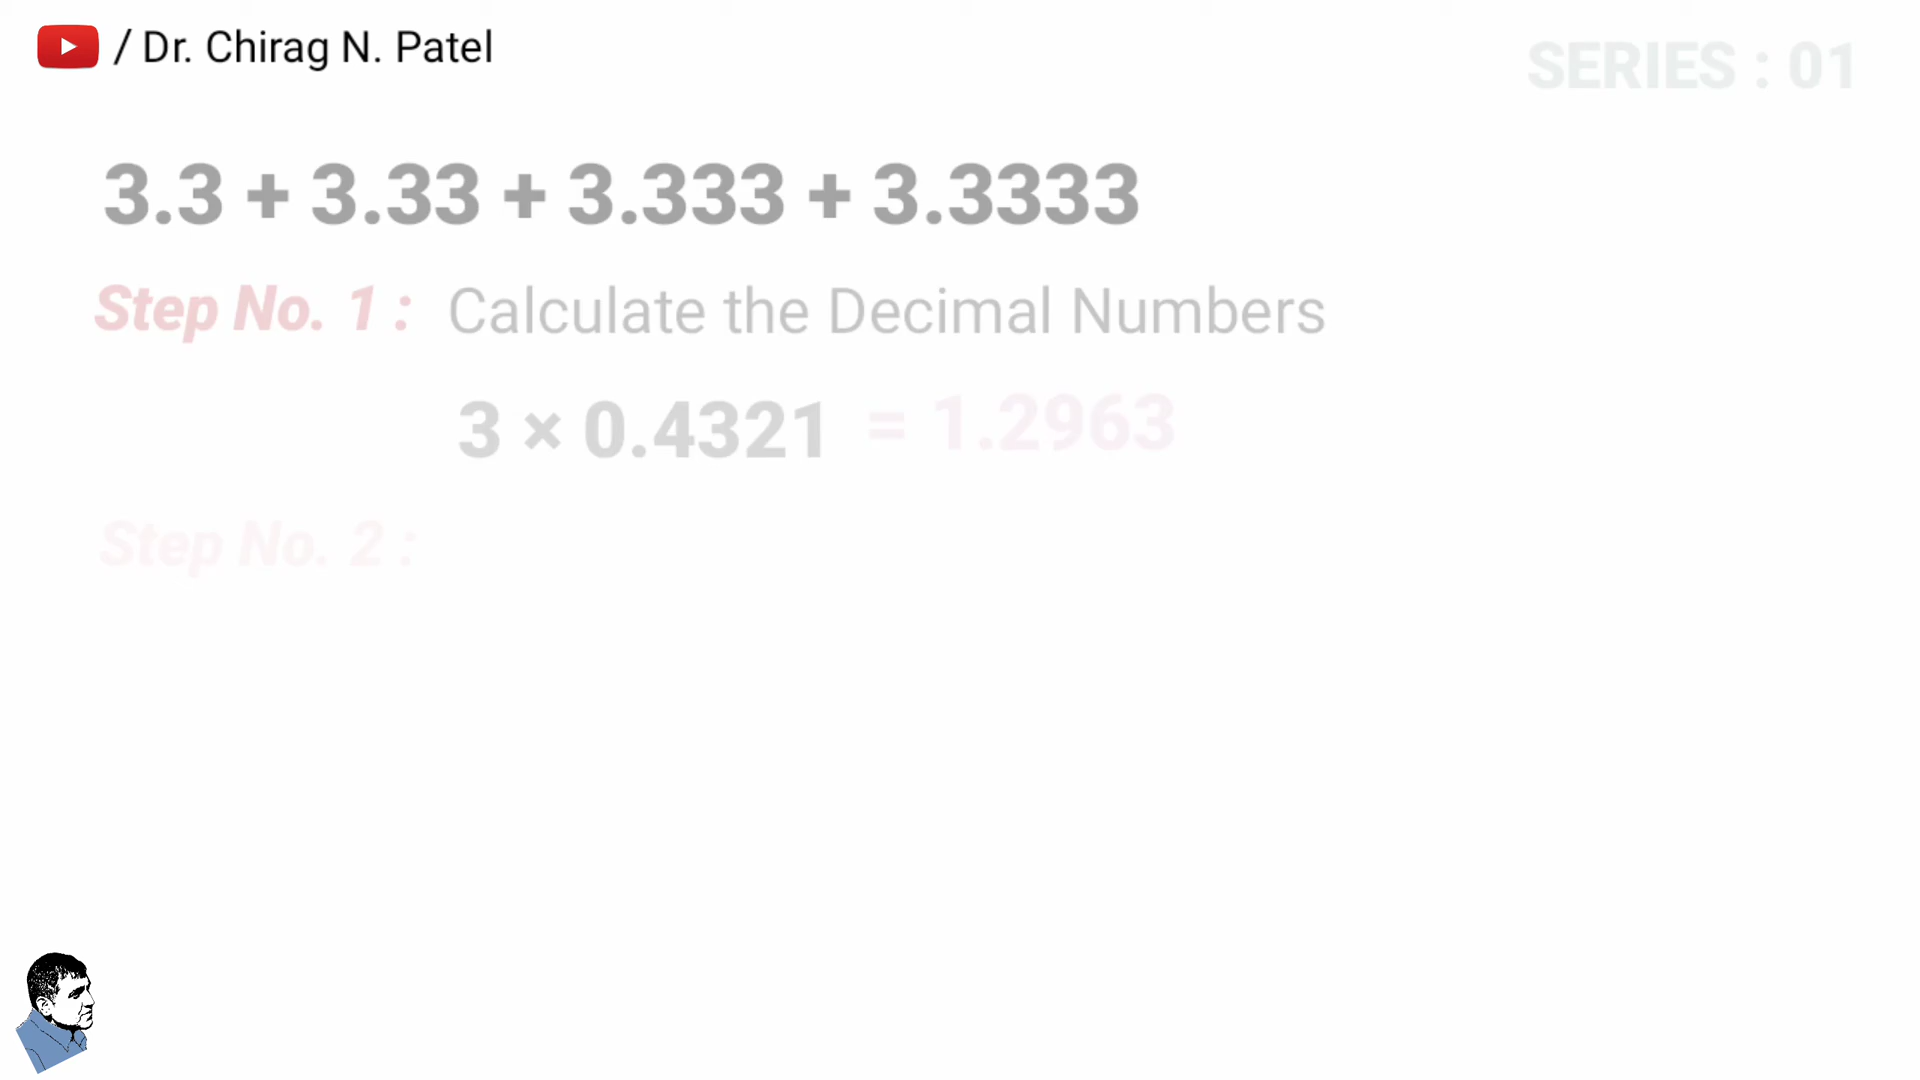 / Dr. Chirag N. Patel
SERIES : 01
3.3 + 3.33 + 3.333 + 3.3333
Step No. 1 : Calculate the Decimal Numbers
3 × 0.4321 = 1.2963
Step No. 2 :